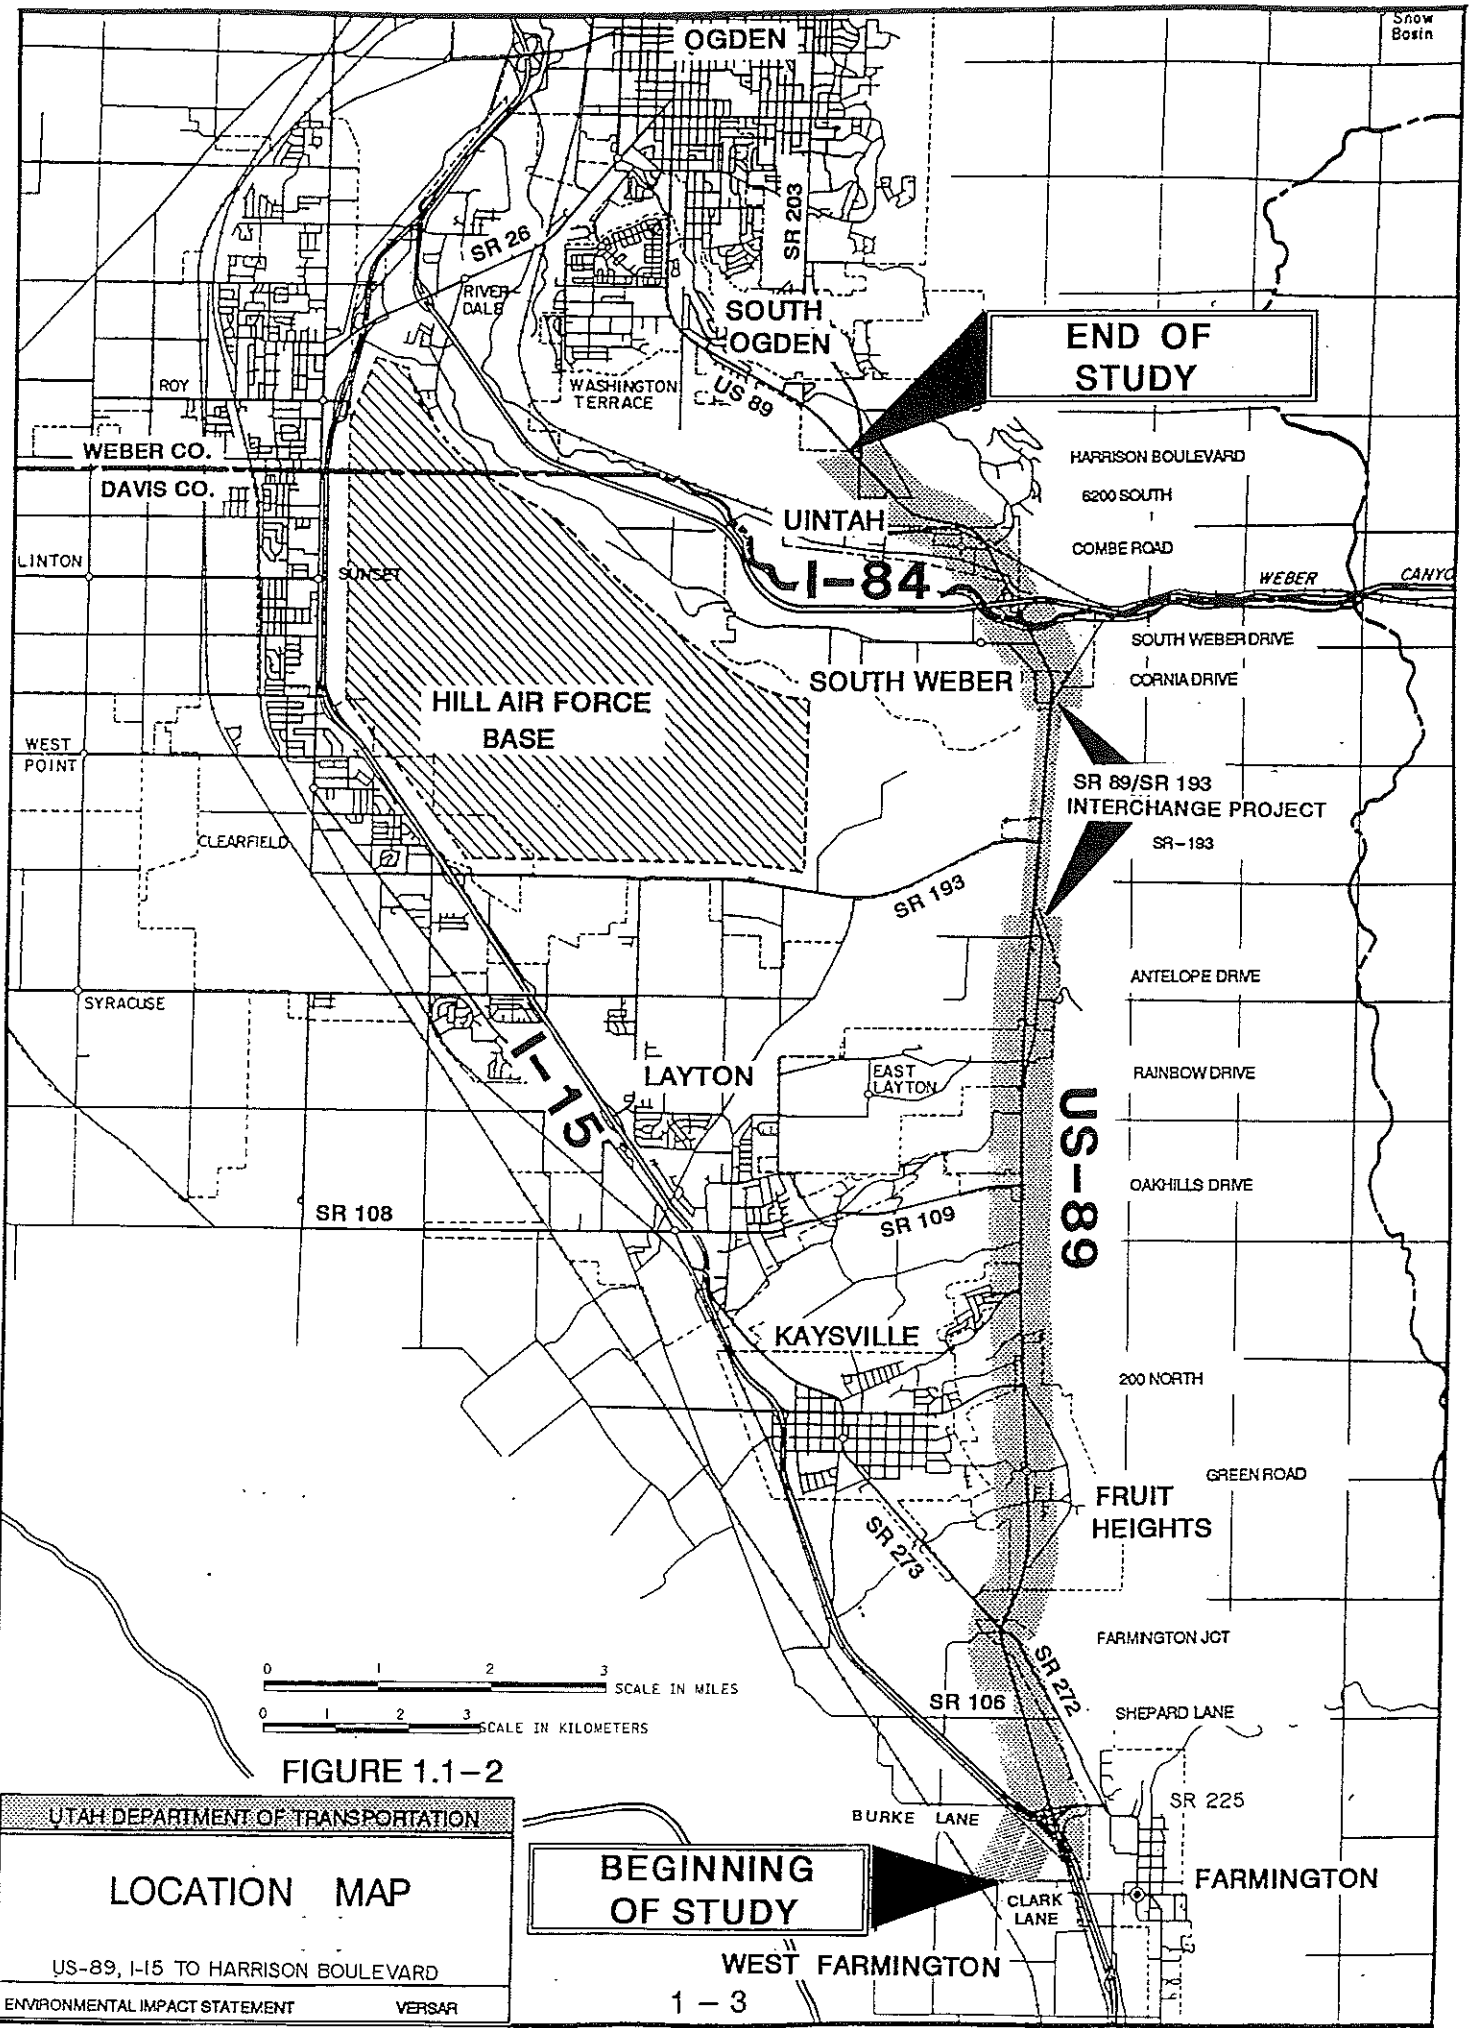 Snow
Basin
OGDEN
SR 203
SR 26
RIVER
DALE
SOUTH
OGDEN
END OF
STUDY
ROY
WASHINGTON
TERRACE
US 89
WEBER CO.
DAVIS CO.
HARRISON BOULEVARD
6200 SOUTH
UINTAH
COMBE ROAD
LINTON
SUNSET
I-84
WEBER
CANYO
SOUTH WEBER DRIVE
SOUTH WEBER
CORNIA DRIVE
HILL AIR FORCE
BASE
WEST
POINT
SR 89/SR 193
INTERCHANGE PROJECT
SR-193
CLEARFIELD
SR 193
ANTELOPE DRIVE
SYRACUSE
I-15
LAYTON
EAST
LAYTON
RAINBOW DRIVE
US-89
OAKHILLS DRIVE
SR 108
SR 109
KAYSVILLE
200 NORTH
GREEN ROAD
FRUIT
HEIGHTS
SR 273
FARMINGTON JCT
SR 272
0 1 2 3 SCALE IN MILES
SR 106
SHEPARD LANE
0 1 2 3 SCALE IN KILOMETERS
FIGURE 1.1-2
SR 225
UTAH DEPARTMENT OF TRANSPORTATION
BURKE LANE
BEGINNING
OF STUDY
FARMINGTON
LOCATION MAP
CLARK
LANE
US-89, I-15 TO HARRISON BOULEVARD
WEST FARMINGTON
ENVIRONMENTAL IMPACT STATEMENT VERSAR
1 - 3